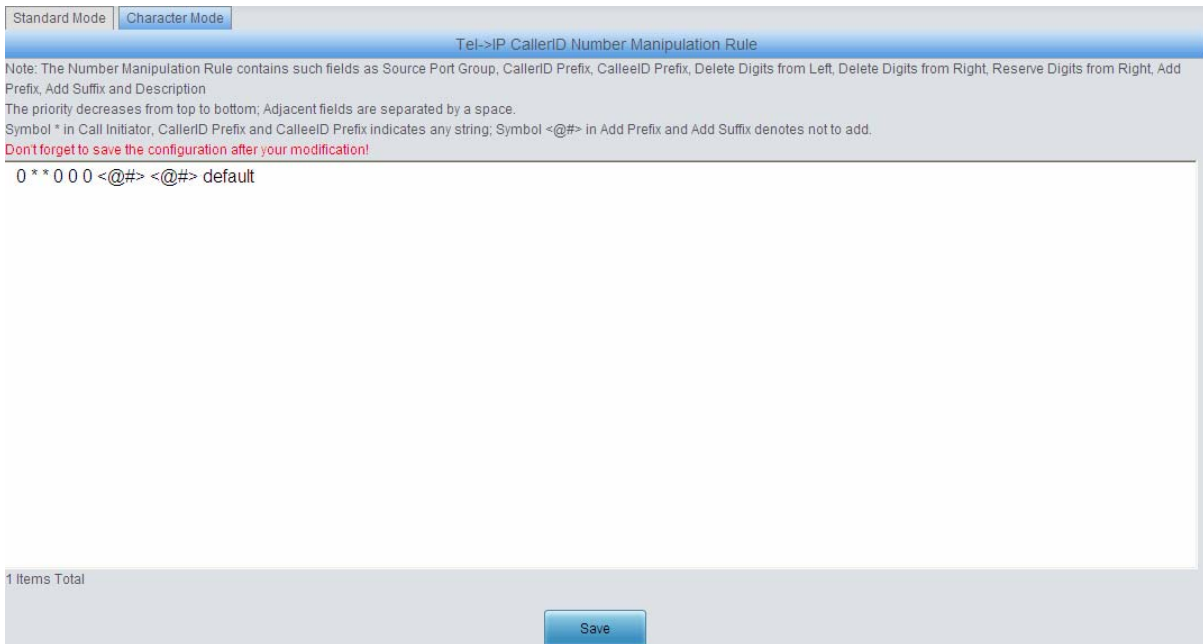 Standard Mode Character Mode
Tel->IP CallerID Number Manipulation Rule
Note: The Number Manipulation Rule contains such fields as Source Port Group, CallerID Prefix, CalleeID Prefix, Delete Digits from Left, Delete Digits from Right, Reserve Digits from Right, Add
Prefix, Add Suffix and Description
The priority decreases from top to bottom; Adjacent fields are separated by a space.
Symbol * in Call Initiator, CallerID Prefix and CalleeID Prefix indicates any string; Symbol <@#> in Add Prefix and Add Suffix denotes not to add.
Don't forget to save the configuration after your modification!
0 * * 0 0 0 <@#> <@#> default
1 Items Total
Save